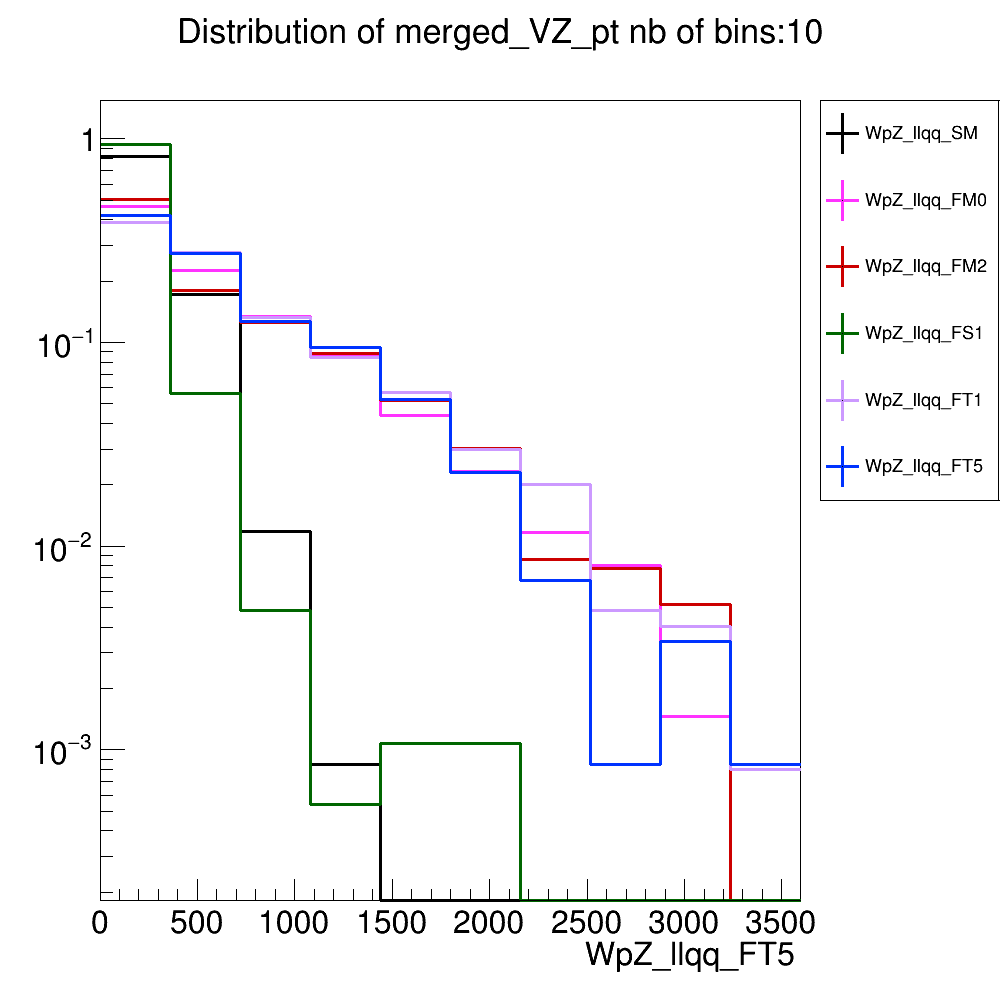 Distribution of merged_VZ_pt nb of bins:10
1
10⁻¹
10⁻²
10⁻³
0 500 1000 1500 2000 2500 3000 3500
WpZ_llqq_FT5
WpZ_llqq_SM
WpZ_llqq_FM0
WpZ_llqq_FM2
WpZ_llqq_FS1
WpZ_llqq_FT1
WpZ_llqq_FT5